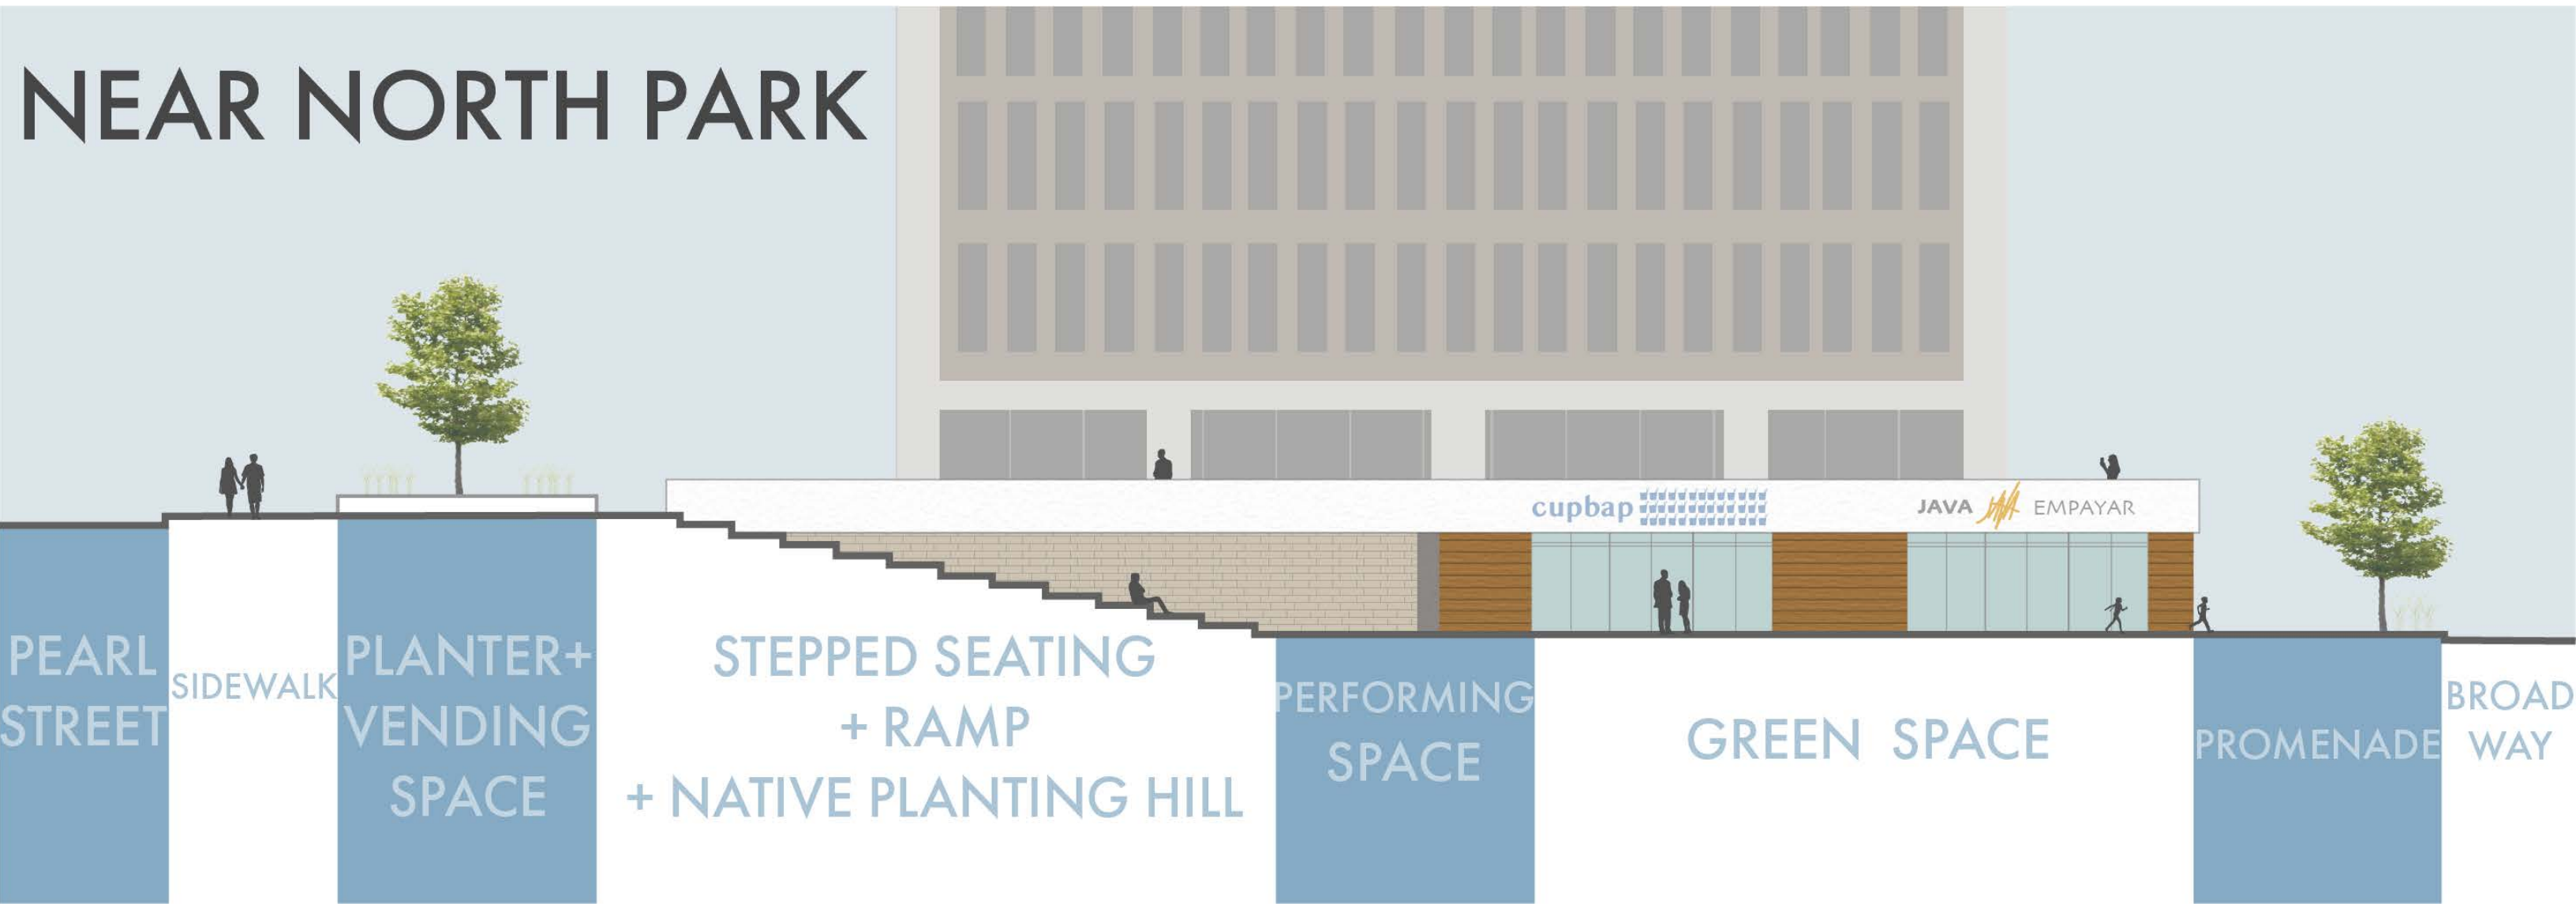 NEAR NORTH PARK
cupbap
JAVA EMPAYAR
PEARL
STREET
SIDEWALK
PLANTER+
VENDING
SPACE
STEPPED SEATING
+ RAMP
+ NATIVE PLANTING HILL
PERFORMING
SPACE
GREEN SPACE
PROMENADE
BROAD
WAY